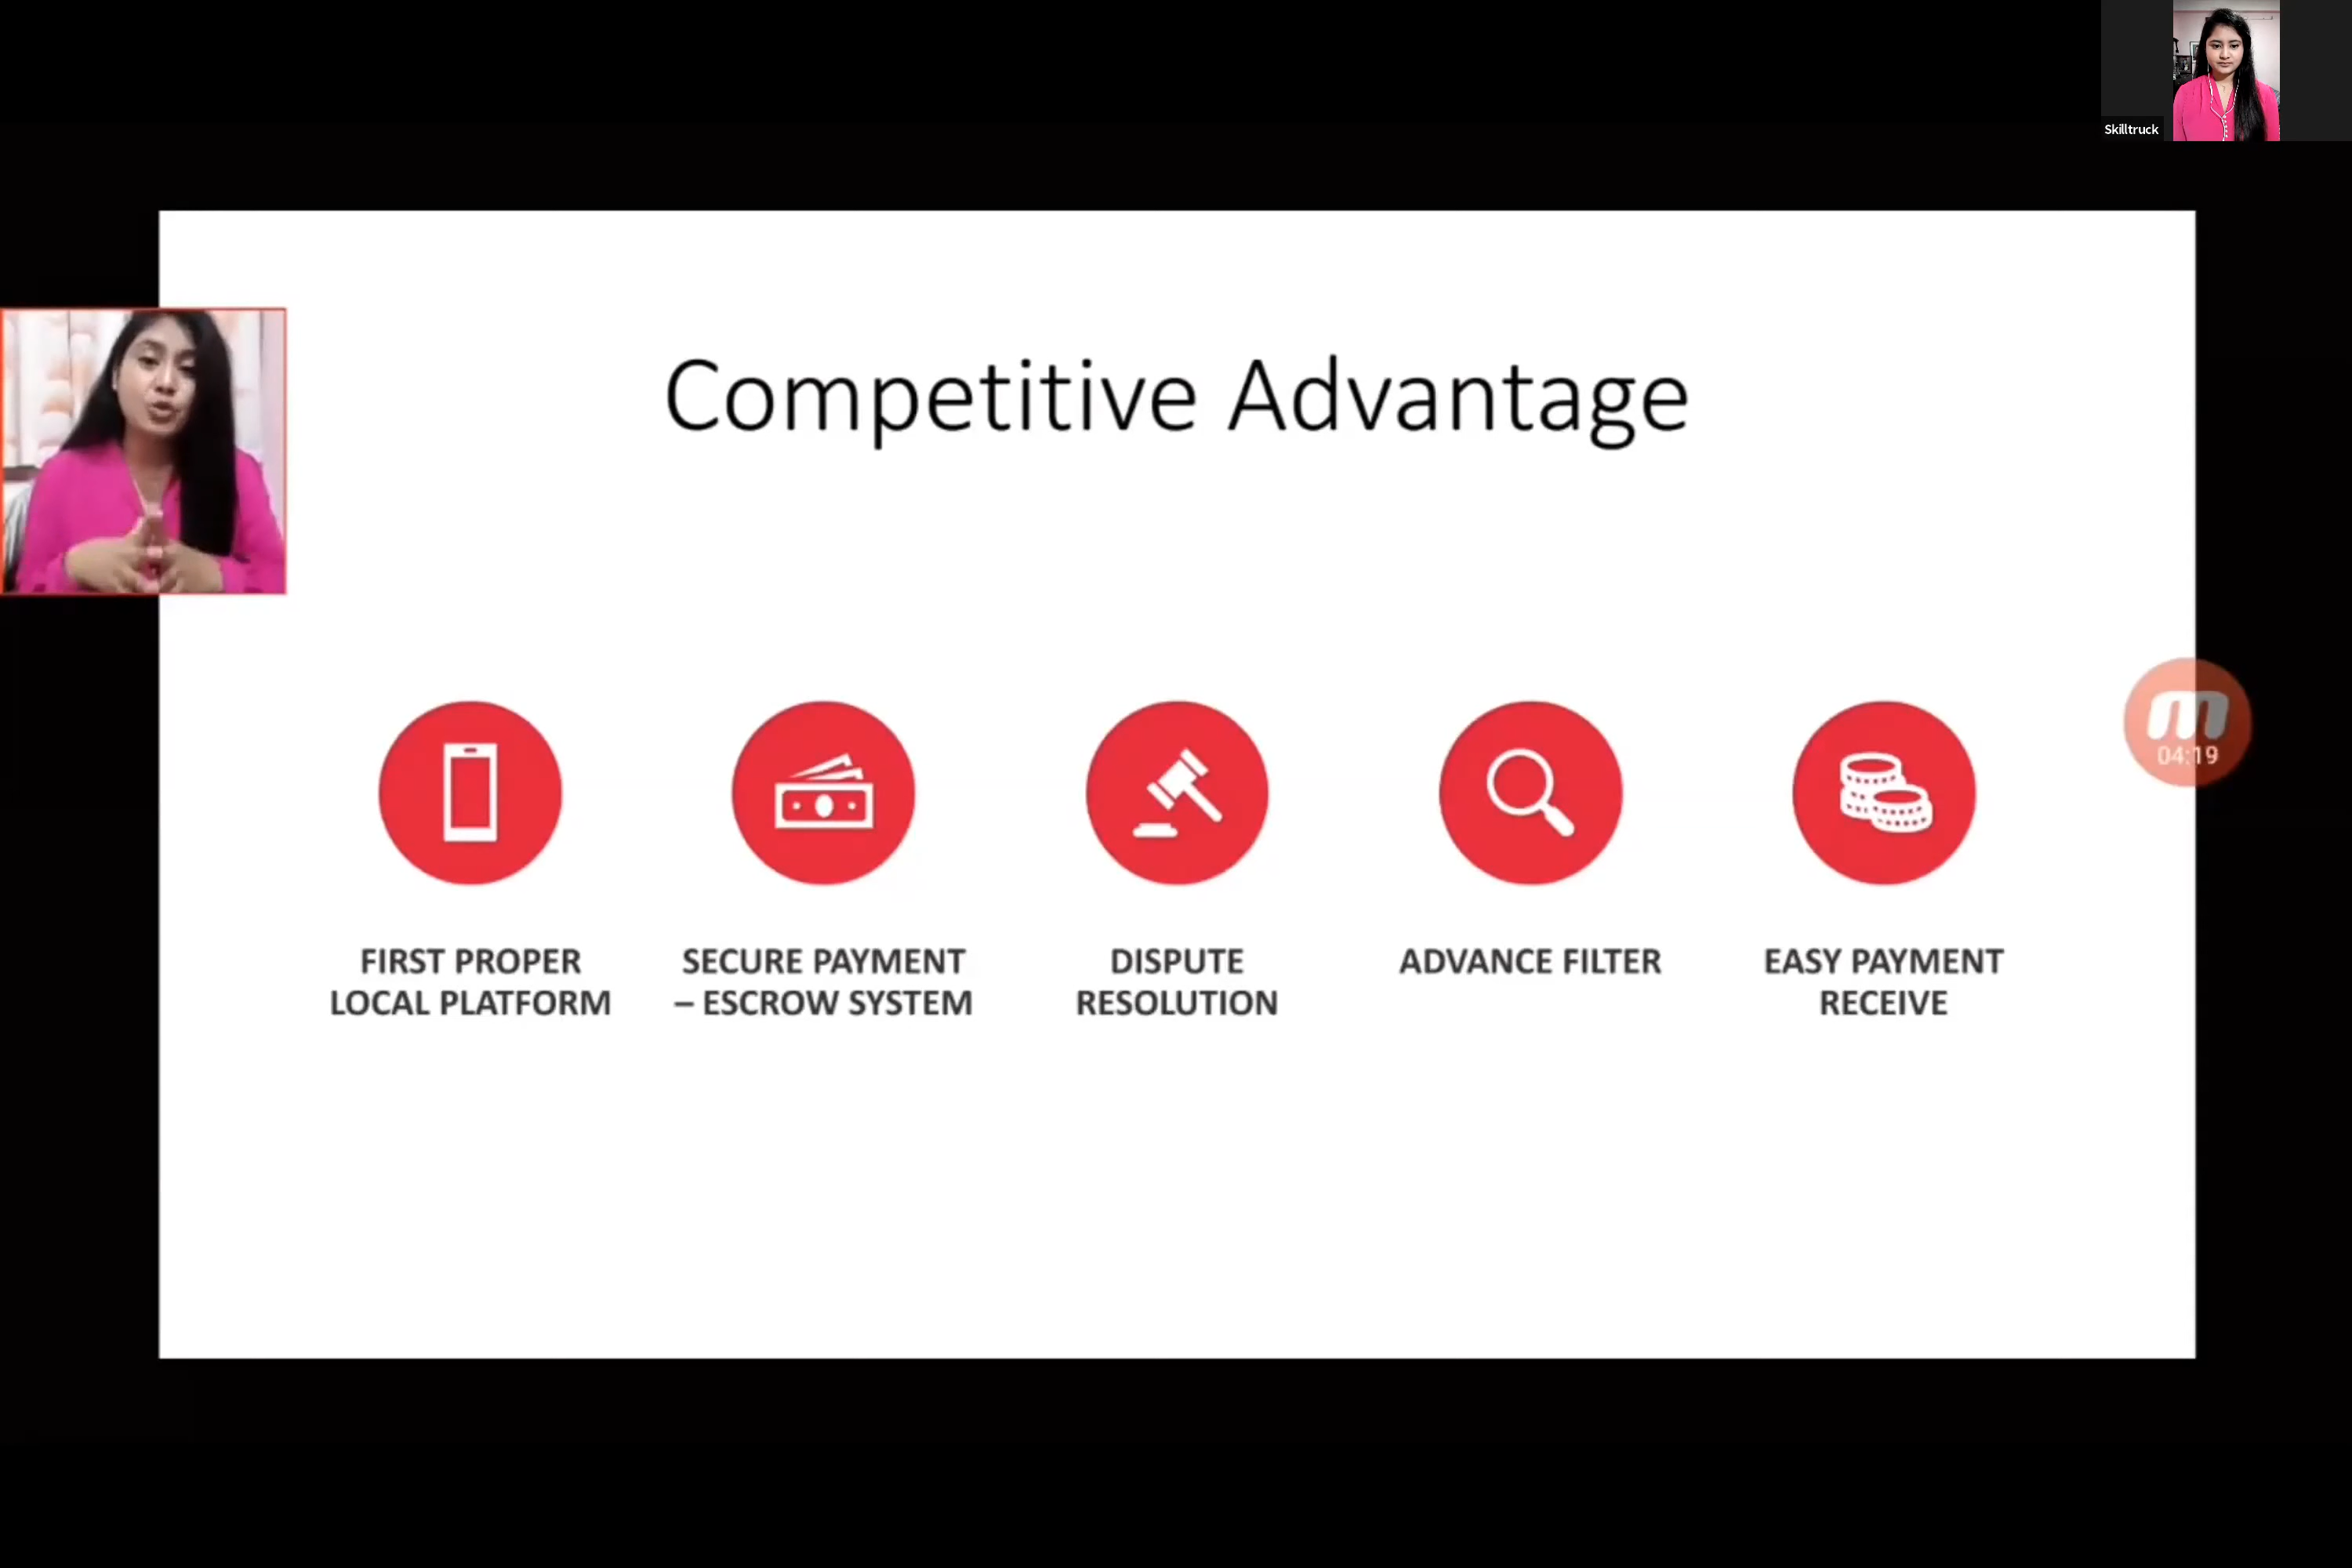 Skilltruck
Competitive Advantage
m
04:19
FIRST PROPER
LOCAL PLATFORM
SECURE PAYMENT
– ESCROW SYSTEM
DISPUTE
RESOLUTION
ADVANCE FILTER
EASY PAYMENT
RECEIVE